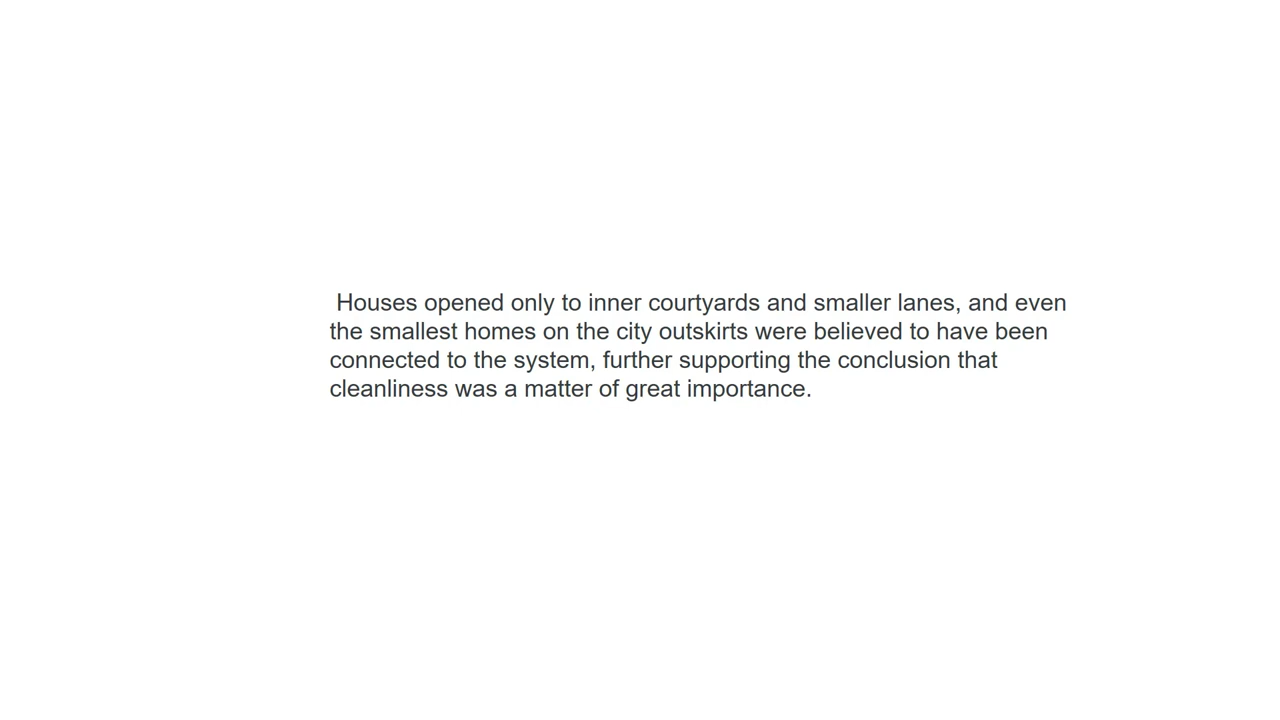 Houses opened only to inner courtyards and smaller lanes, and even
the smallest homes on the city outskirts were believed to have been
connected to the system, further supporting the conclusion that
cleanliness was a matter of great importance.